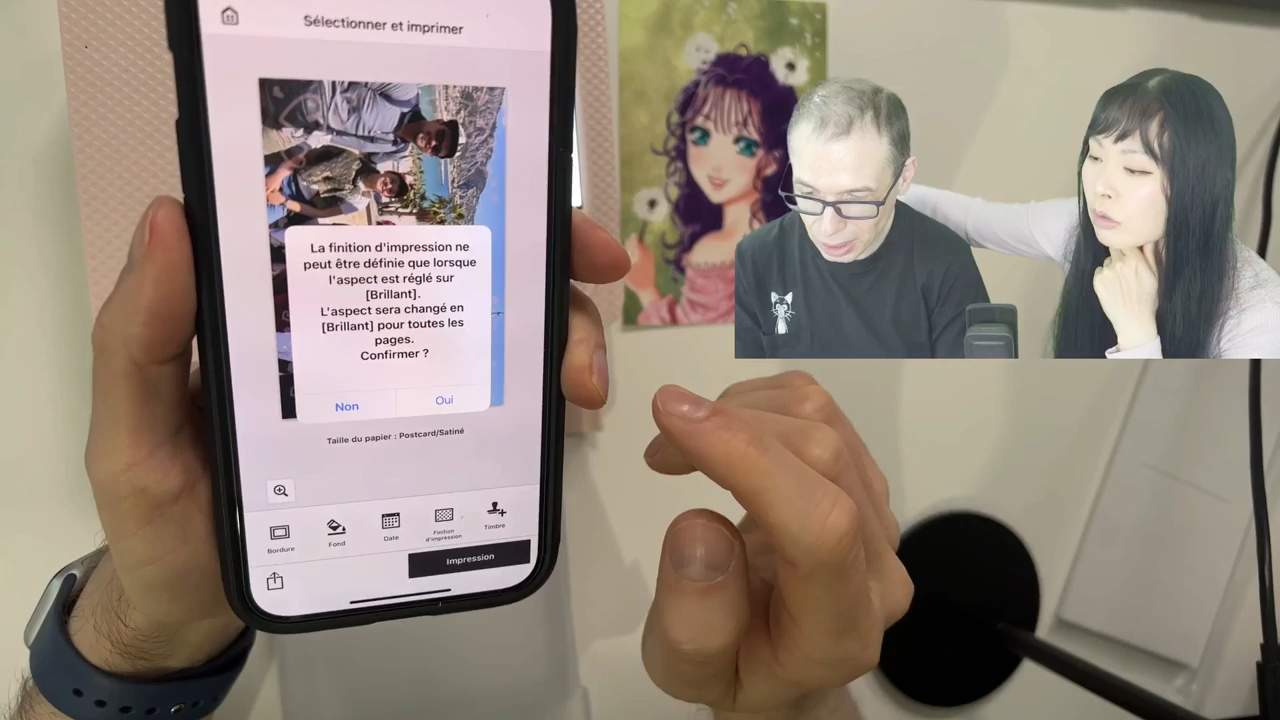 Sélectionner et imprimer
La finition d'impression ne
peut être définie que lorsque
l'aspect est réglé sur
[Brillant].
L'aspect sera changé en
[Brillant] pour toutes les
pages.
Confirmer ?
Non
Oui
Taille du papier : Postcard/Satiné
Bordure
Fond
Date
Finition
d'impression
Timbre
Impression